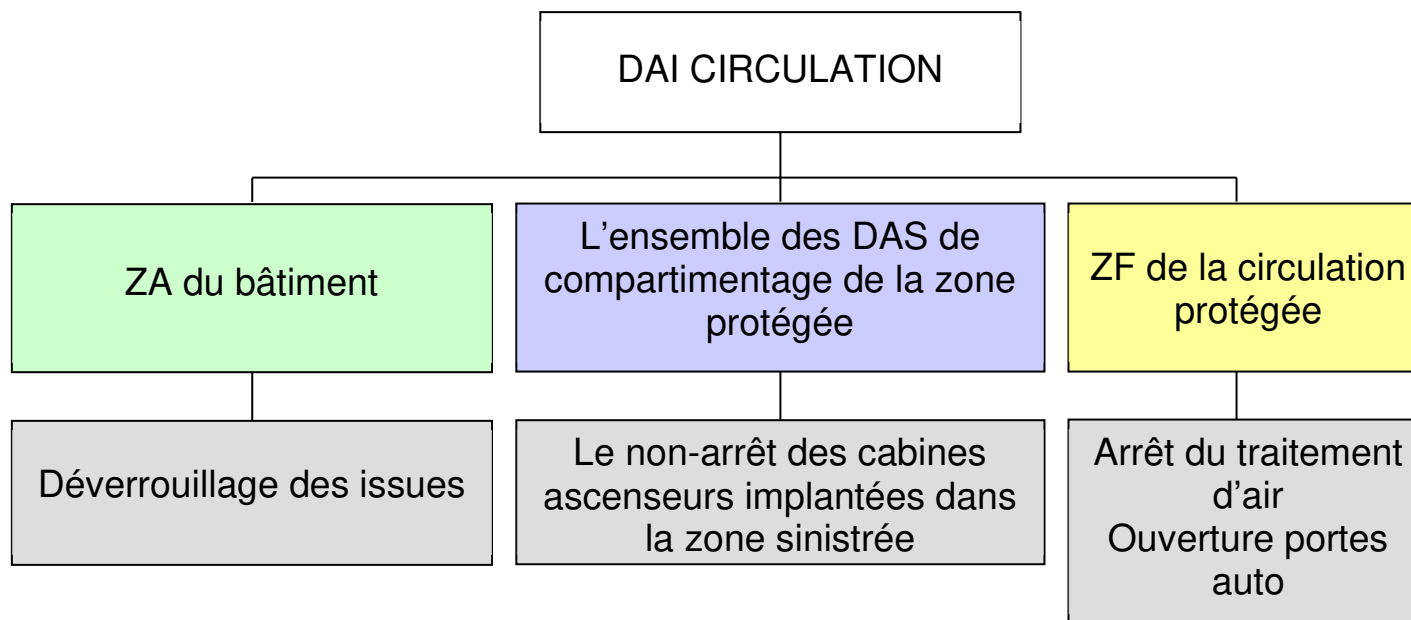 DAI CIRCULATION
ZA du bâtiment
L'ensemble des DAS de
compartimentage de la zone
protégée
ZF de la circulation
protégée
Déverrouillage des issues
Le non-arrêt des cabines
ascenseurs implantées dans
la zone sinistrée
Arrêt du traitement
d'air
Ouverture portes
auto